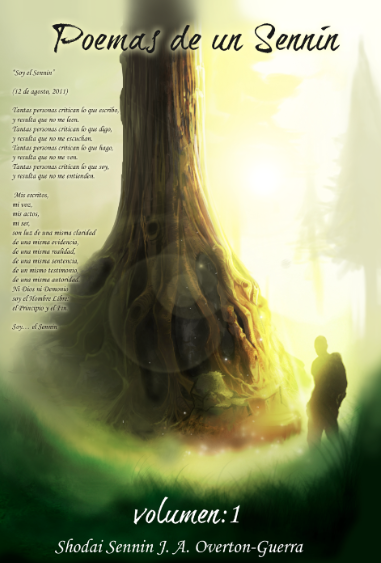 Poemas de un Sennin
"Soy el Sennin"
(12 de agosto, 2011)
Tantas personas critican lo que escribo,
y resulta que no me leen.
Tantas personas critican lo que digo,
y resulta que no me escuchan.
Tantas personas critican lo que hago,
y resulta que no me ven.
Tantas personas critican lo que soy,
y resulta que no me entienden.
Mis escritos,
mi voz,
mis actos,
mi ser,
son luz de una misma claridad
de una misma evidencia,
de una misma realidad,
de una misma sentencia,
de un mismo testimonio,
de una misma autoridad.
Ni Dios ni Demonio
soy el Hombre Libre,
el Principio y el Fin.
Soy... el Sennin.
volumen:1
Shodai Sennin J. A. Overton-Guerra